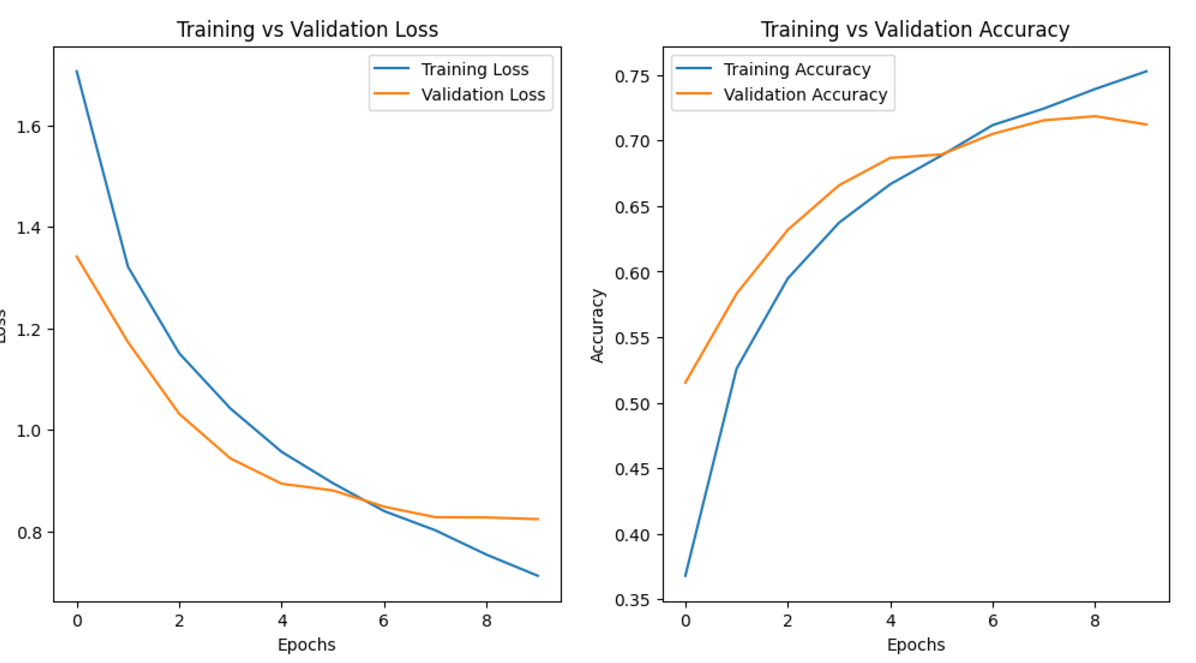 Training vs Validation Loss
Training Loss
Validation Loss
1.6
1.4
1.2
1.0
0.8
0 2 4 6 8
Epochs
Training vs Validation Accuracy
Training Accuracy
Validation Accuracy
0.75
0.70
0.65
0.60
0.55
0.50
0.45
0.40
0.35
Accuracy
0 2 4 6 8
Epochs